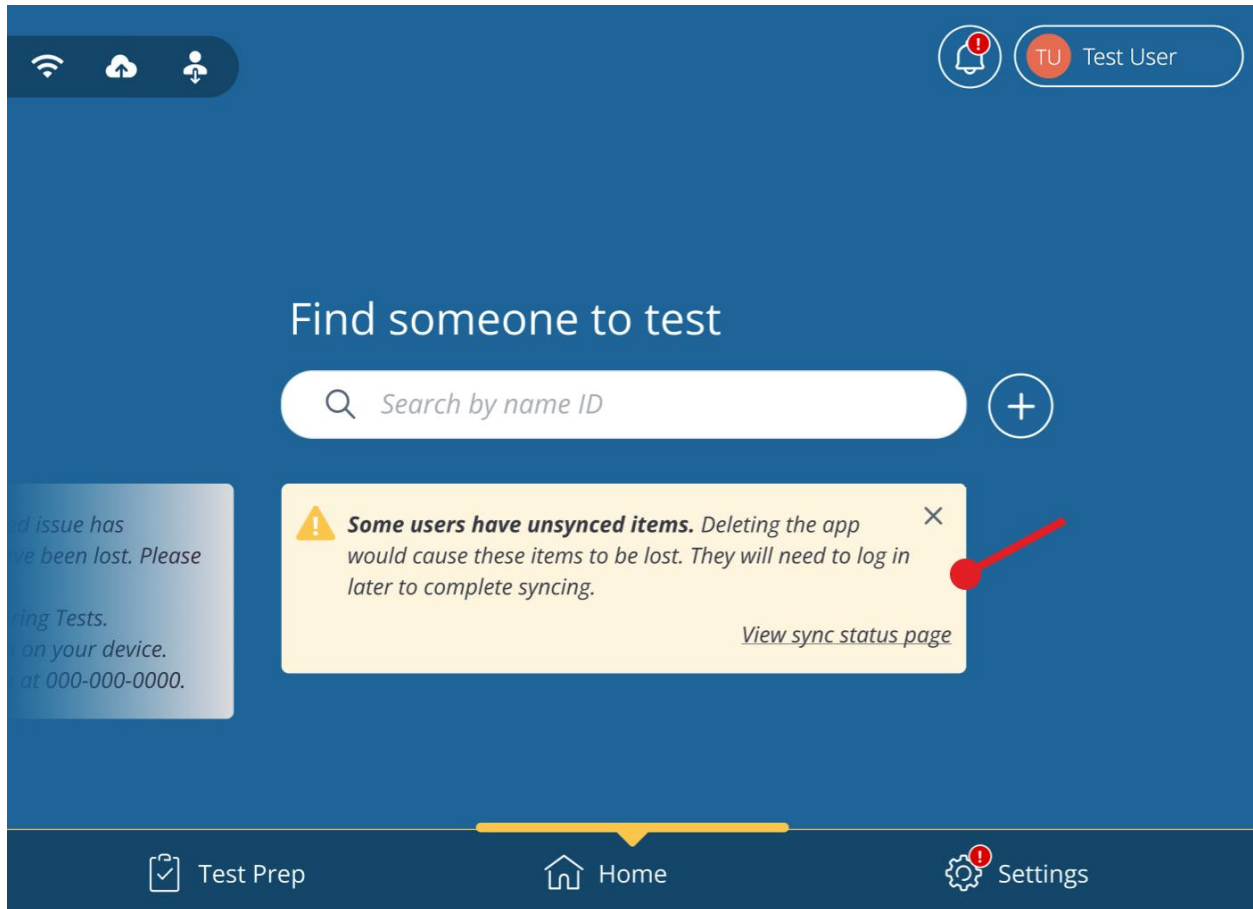 TU Test User
Find someone to test
Search by name ID
issue has
been lost. Please
Tests.
on your device.
at 000-000-0000.
Some users have unsynced items. Deleting the app
would cause these items to be lost. They will need to log in
later to complete syncing.
View sync status page
Test Prep
Home
Settings